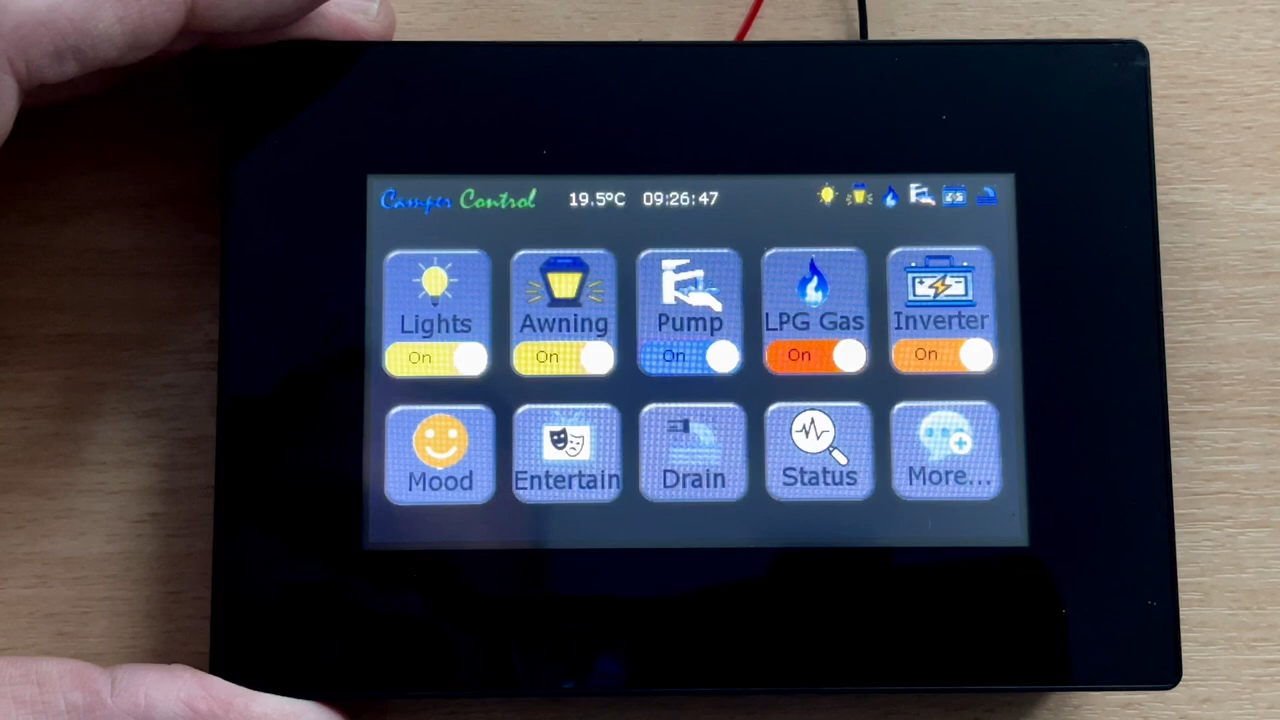 Camper Control 19.5°C 09:26:47
Lights Awning Pump LPG Gas Inverter
On On On On On
Mood Entertain Drain Status More...